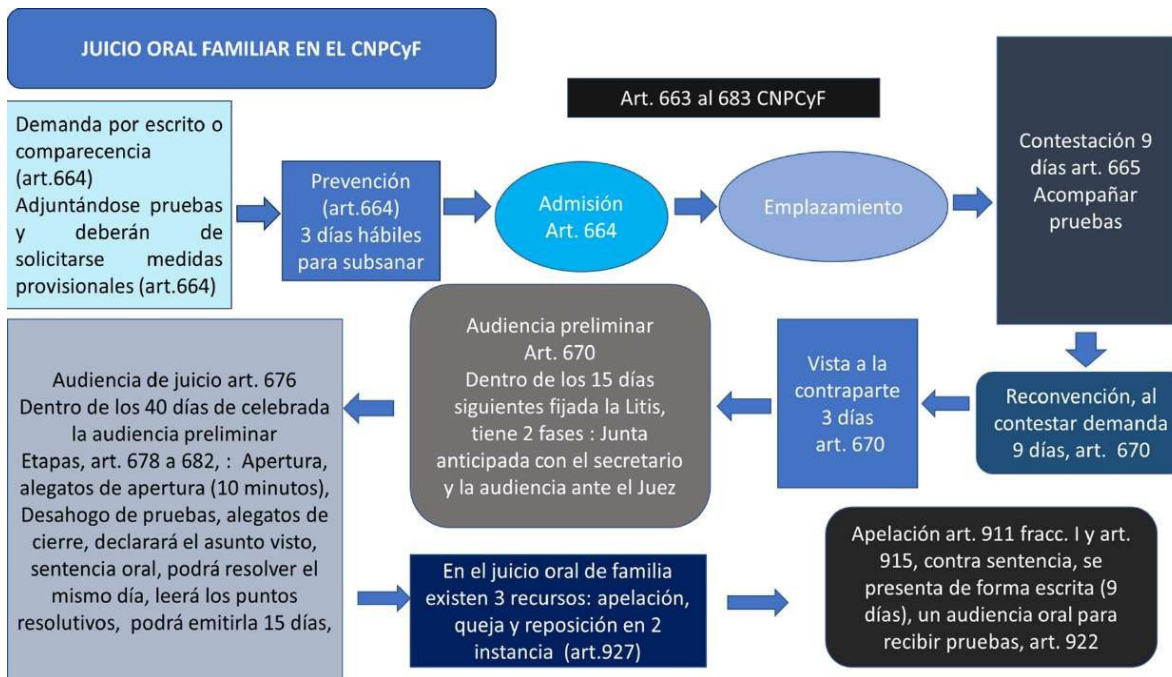 JUICIO ORAL FAMILIAR EN EL CNPCyF
Art. 663 al 683 CNPCyF
Demanda por escrito o
comparecencia
(art.664)
Adjuntándose pruebas
y deberán de
solicitarse medidas
provisionales (art.664)
Prevención
(art.664)
3 días hábiles
para subsanar
Admisión
Art. 664
Emplazamiento
Contestación 9
días art. 665
Acompañar
pruebas
Reconvención, al
contestar demanda
9 días, art. 670
Vista a la
contraparte
3 días
art. 670
Audiencia preliminar
Art. 670
Dentro de los 15 días
siguientes fijada la Litis,
tiene 2 fases : Junta
anticipada con el secretario
y la audiencia ante el Juez
Audiencia de juicio art. 676
Dentro de los 40 días de celebrada
la audiencia preliminar
Etapas, art. 678 a 682, : Apertura,
alegatos de apertura (10 minutos),
Desahogo de pruebas, alegatos de
cierre, declarará el asunto visto,
sentencia oral, podrá resolver el
mismo día, leerá los puntos
resolutivos, podrá emitirla 15 días,
En el juicio oral de familia
existen 3 recursos: apelación,
queja y reposición en 2
instancia (art.927)
Apelación art. 911 fracc. I y art.
915, contra sentencia, se
presenta de forma escrita (9
días), un audiencia oral para
recibir pruebas, art. 922